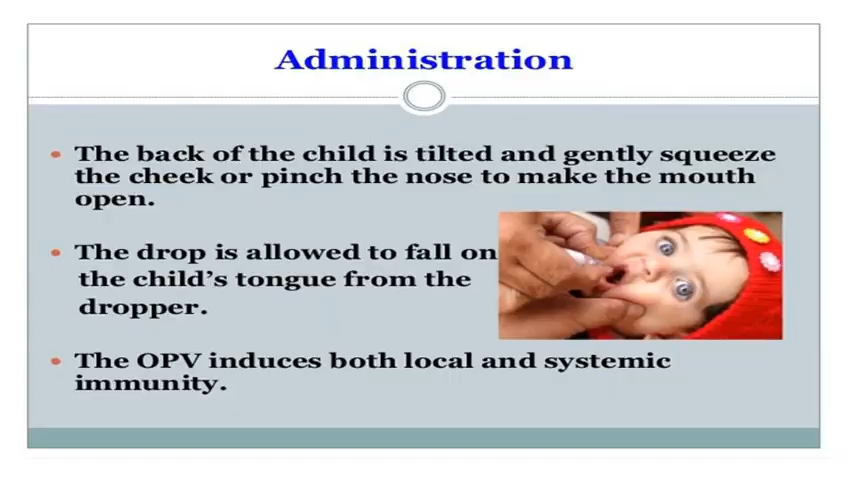 Administration
• The back of the child is tilted and gently squeeze
the cheek or pinch the nose to make the mouth
open.
• The drop is allowed to fall on
the child's tongue from the
dropper.
• The OPV induces both local and systemic
immunity.